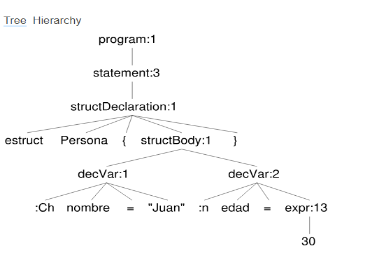 Tree Hierarchy
program:1
statement:3
structDeclaration:1
estruct Persona { structBody:1 }
decVar:1 decVar:2
:Ch nombre = "Juan" :n edad = expr:13
30